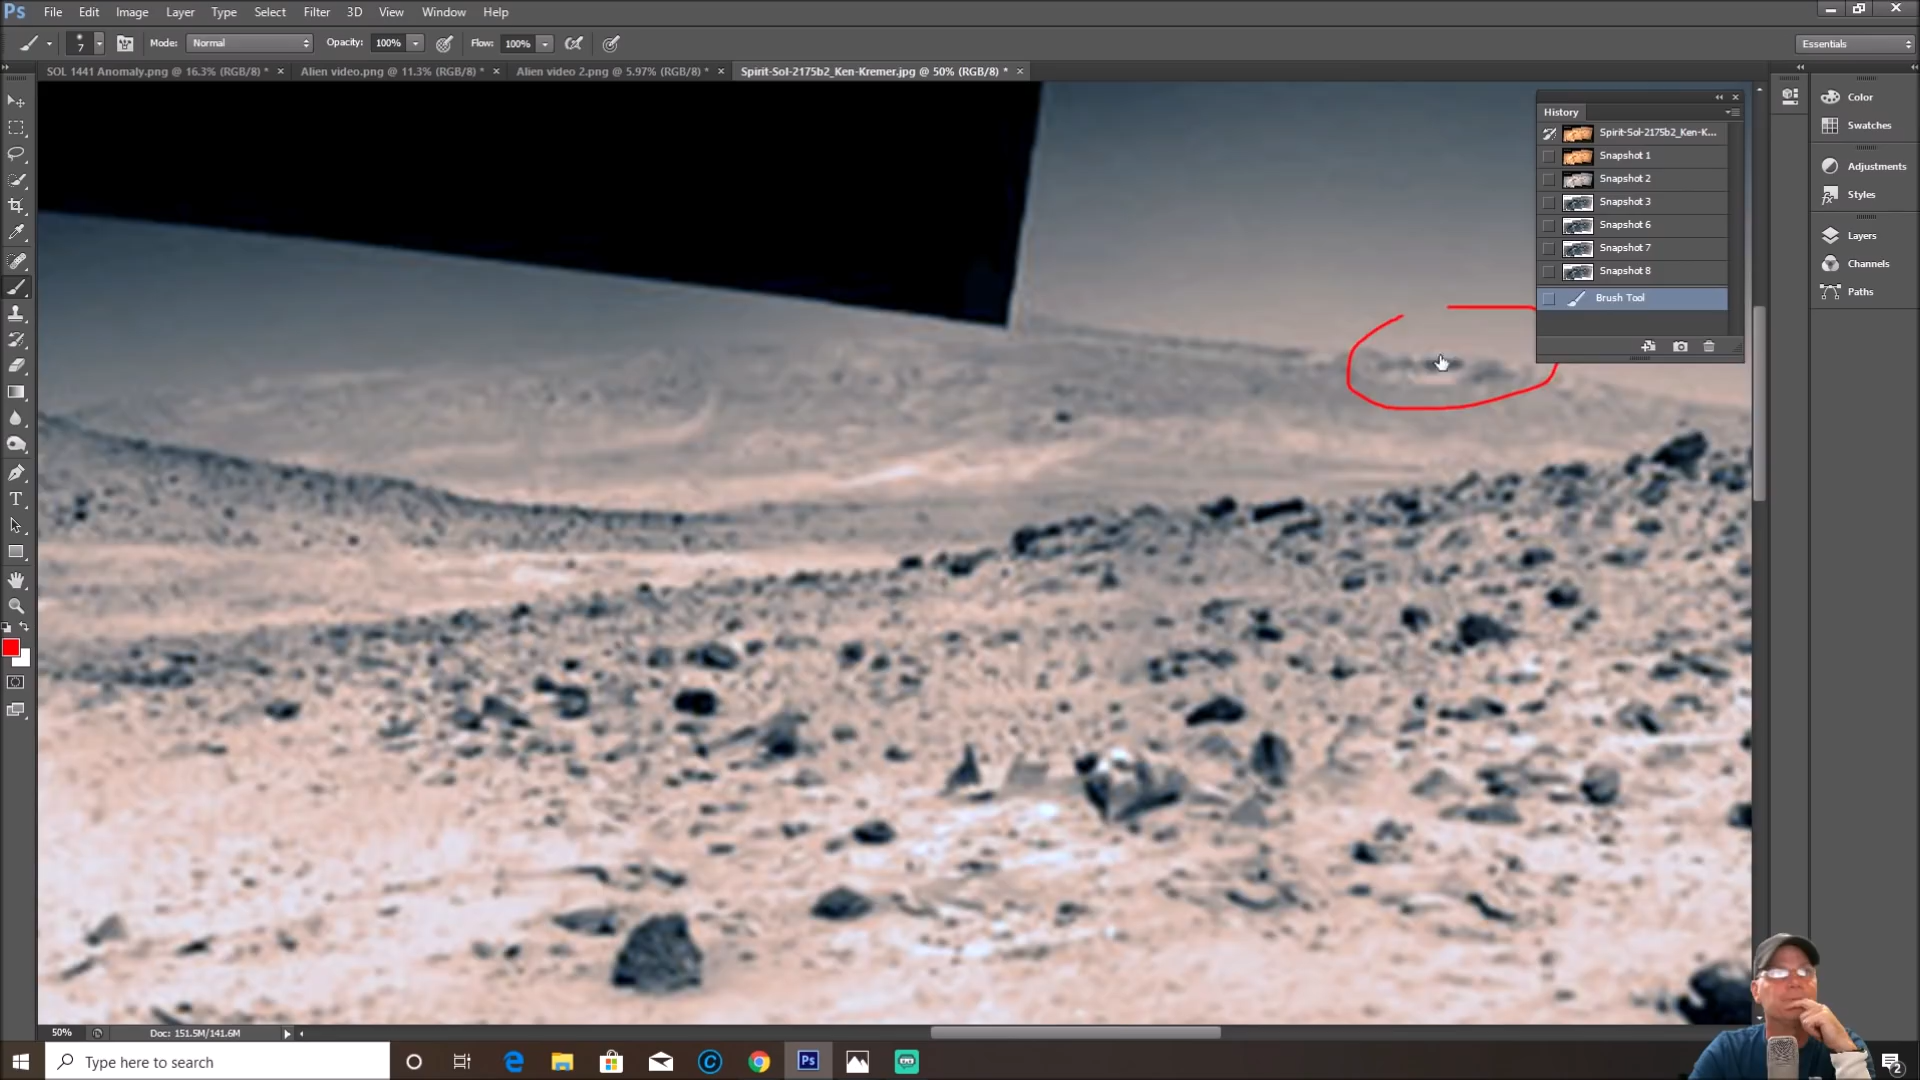 Ps File Edit Image Layer Type Select Filter 3D View Window Help
7 Mode: Normal Opacity: 100% Flow: 100% Essentials
SOL 1441 Anomaly.png @ 16.3% (RGB/8) * × Alien video.png @ 11.3% (RGB/8) * × Alien video 2.png @ 5.97% (RGB/8) * × Spirit-Sol-2175b2_Ken-Kremer.jpg @ 50% (RGB/8) * ×
History
Spirit-Sol-2175b2_Ken-K...
Snapshot 1
Snapshot 2
Snapshot 3
Snapshot 6
Snapshot 7
Snapshot 8
Brush Tool
Color
Swatches
Adjustments
Styles
Layers
Channels
Paths
T
50% Doc: 151.5M/141.6M
Type here to search
Ps
2